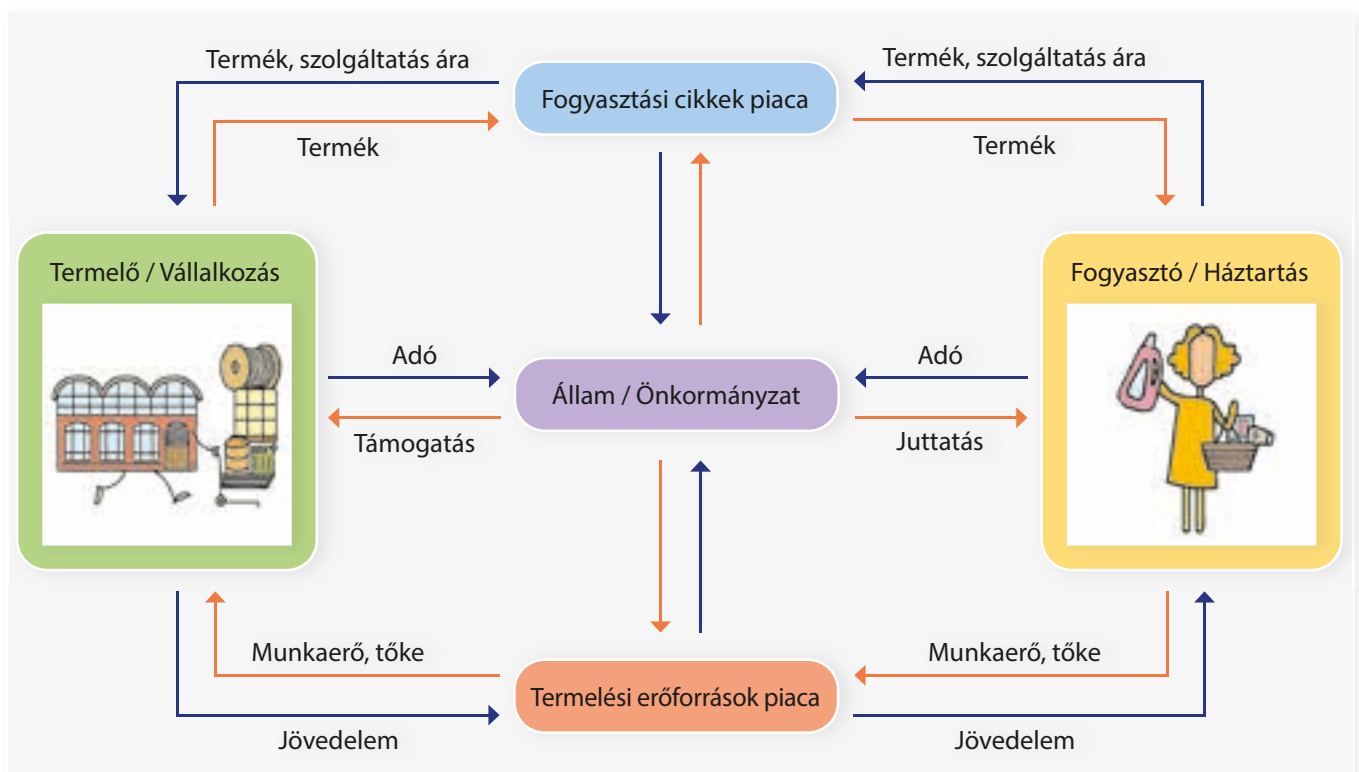 Termék, szolgáltatás ára
Termék, szolgáltatás ára
Fogyasztási cikkek piaca
Termék
Termék
Termelő / Vállalkozás
Fogyasztó / Háztartás
Adó
Adó
Állam / Önkormányzat
Támogatás
Juttatás
Munkaerő, tőke
Munkaerő, tőke
Termelési erőforrások piaca
Jövedelem
Jövedelem